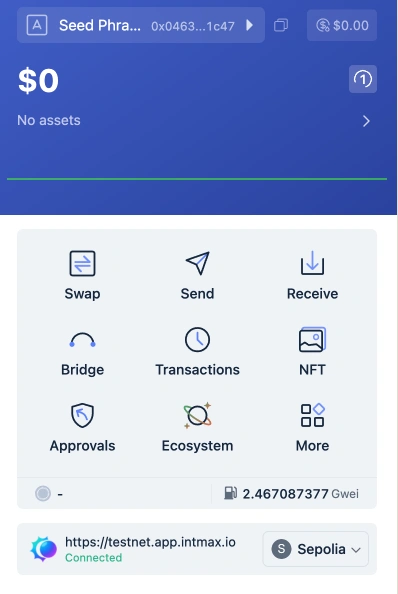 A Seed Phra... 0x0463...1c47 $0.00
$0 1
No assets
Swap Send Receive
Bridge Transactions NFT
Approvals Ecosystem More
- 2.467087377 Gwei
https://testnet.app.intmax.io
Connected
S Sepolia